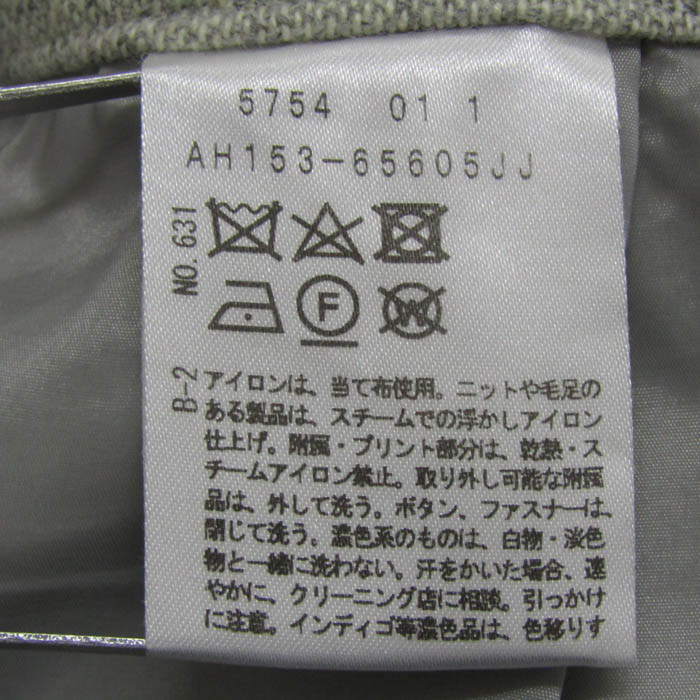 5754 01 1
AH153-65605JJ
NO. 631
F
W
B-2
アイロンは、当て布使用。ニットや毛足の
ある製品は、スチームでの浮かしアイロン
仕上げ。附属・プリント部分は、乾熱・ス
チームアイロン禁止。取り外し可能な附属
品は、外して洗う。ボタン、ファスナーは、
閉じて洗う。濃色系のものは、白物・淡色
物と一緒に洗わない。汗をかいた場合、速
やかに、クリーニング店に相談。引っかけ
に注意。インディゴ等濃色品は、色移りす